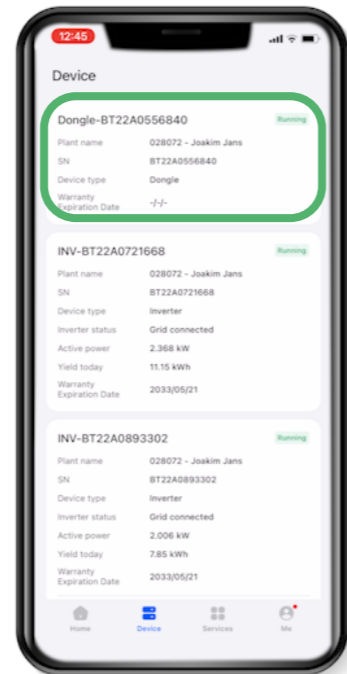 12:45
Device
Dongle-BT22A0556840 Running
Plant name 028072 - Joakim Jans
SN BT22A0556840
Device type Dongle
Warranty
Expiration Date -/-/-
INV-BT22A0721668 Running
Plant name 028072 - Joakim Jans
SN BT22A0721668
Device type Inverter
Inverter status Grid connected
Active power 2.368 kW
Yield today 11.15 kWh
Warranty
Expiration Date 2033/05/21
INV-BT22A0893302 Running
Plant name 028072 - Joakim Jans
SN BT22A0893302
Device type Inverter
Inverter status Grid connected
Active power 2.006 kW
Yield today 7.85 kWh
Warranty
Expiration Date 2033/05/21
Home Device Services Me